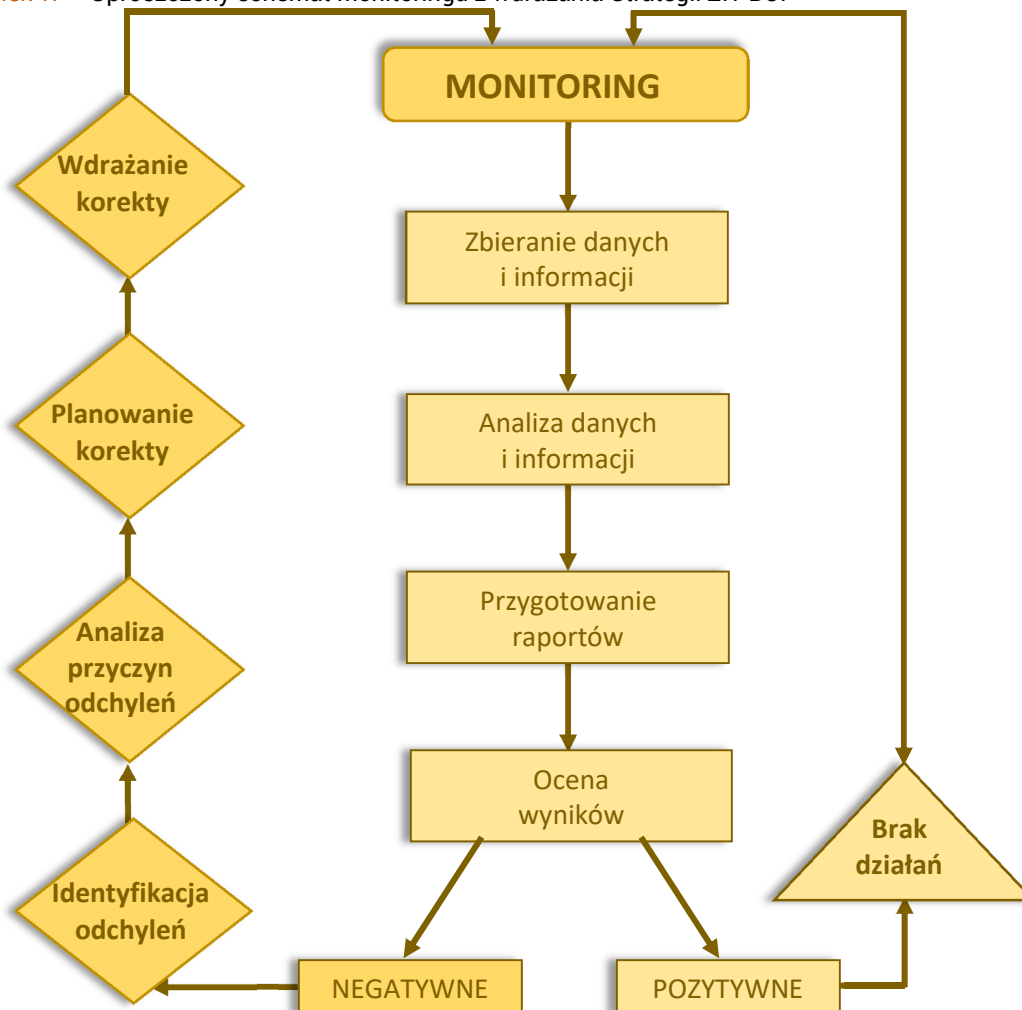 MONITORING
Wdrażanie
korekty
Zbieranie danych
i informacji
Planowanie
korekty
Analiza danych
i informacji
Analiza
przyczyn
odchyleń
Przygotowanie
raportów
Ocena
wyników
Brak
działań
Identyfikacja
odchyleń
NEGATYWNE
POZYTYWNE